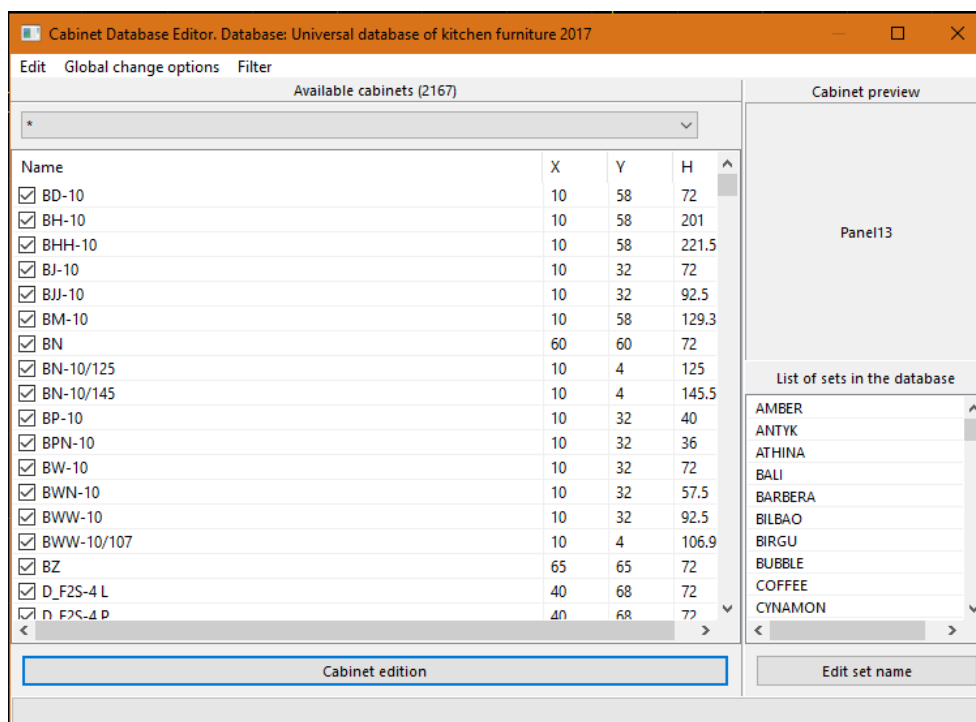 Cabinet Database Editor. Database: Universal database of kitchen furniture 2017
Edit Global change options Filter
Available cabinets (2167)
*
Name X Y H
BD-10 10 58 72
BH-10 10 58 201
BHH-10 10 58 221.5
BJ-10 10 32 72
BJJ-10 10 32 92.5
BM-10 10 58 129.3
BN 60 60 72
BN-10/125 10 4 125
BN-10/145 10 4 145.5
BP-10 10 32 40
BPN-10 10 32 36
BW-10 10 32 72
BWN-10 10 32 57.5
BWW-10 10 32 92.5
BWW-10/107 10 4 106.9
BZ 65 65 72
D_F2S-4 L 40 68 72
D_F2S-4 P 40 68 72
Cabinet edition
Cabinet preview
Panel13
List of sets in the database
AMBER
ANTYK
ATHINA
BALI
BARBERA
BILBAO
BIRGU
BUBBLE
COFFEE
CYNAMON
Edit set name